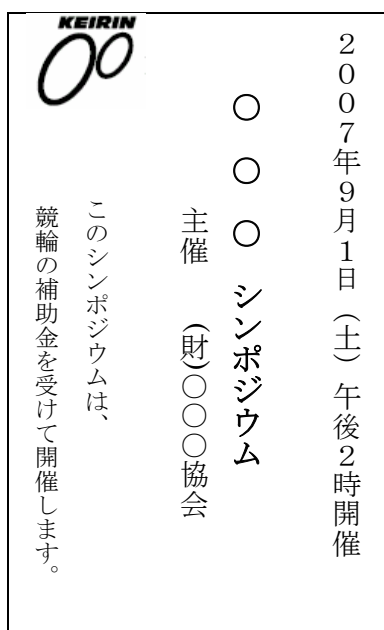 ２００７年９月１日（土）午後２時開催
○○○シンポジウム
主催　(財)○○○協会
このシンポジウムは、
競輪の補助金を受けて開催します。
KEIRIN